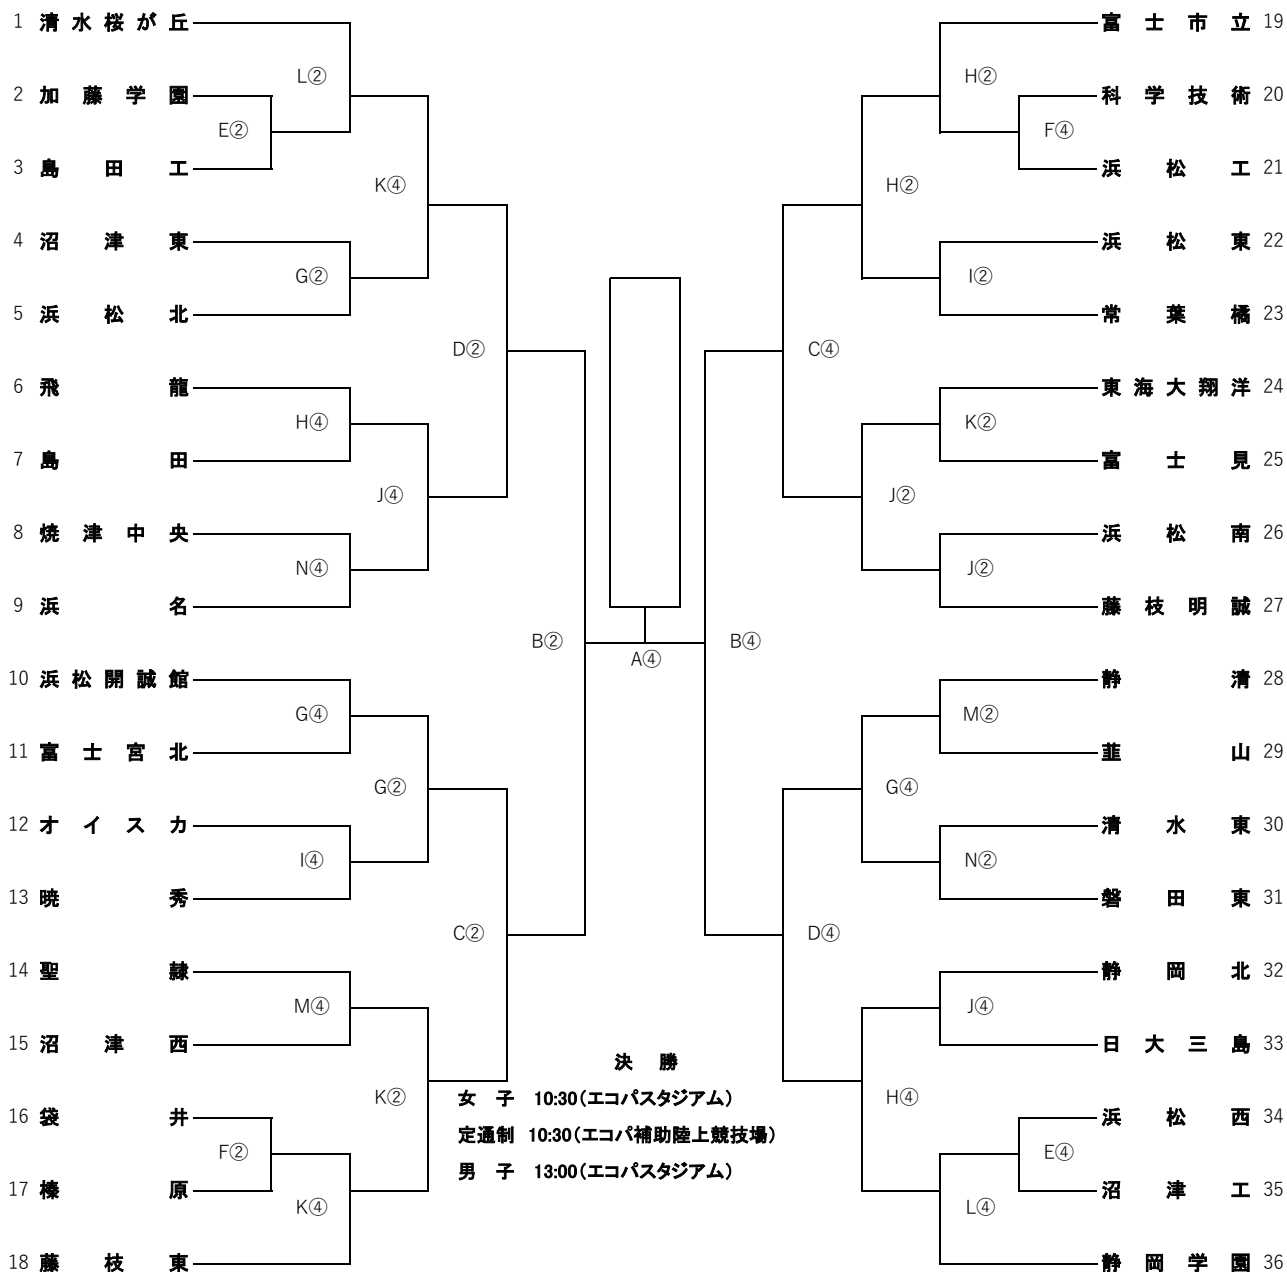 1 清水桜が丘
L②
2 加藤学園
E②
3 島田工
K④
4 沼津東
G②
5 浜松北
D②
6 飛龍
H④
7 島田
J④
8 焼津中央
N④
9 浜名
B②
10 浜松開誠館
G④
11 富士宮北
G②
12 オイスカ
I④
13 暁秀
C②
14 聖隷
M④
15 沼津西
K②
16 袋井
F②
17 榛原
K④
18 藤枝東
A④
富士市立 19
H②
科学技術 20
F④
浜松工 21
H②
浜松東 22
I②
常葉橘 23
C④
東海大翔洋 24
K②
富士見 25
J②
浜松南 26
J②
藤枝明誠 27
B④
静清 28
M②
韮山 29
G④
清水東 30
N②
磐田東 31
D④
静岡北 32
J④
日大三島 33
H④
浜松西 34
E④
沼津工 35
L④
静岡学園 36
決勝
女子 10:30(エコパスタジアム)
定通制 10:30(エコパ補助陸上競技場)
男子 13:00(エコパスタジアム)